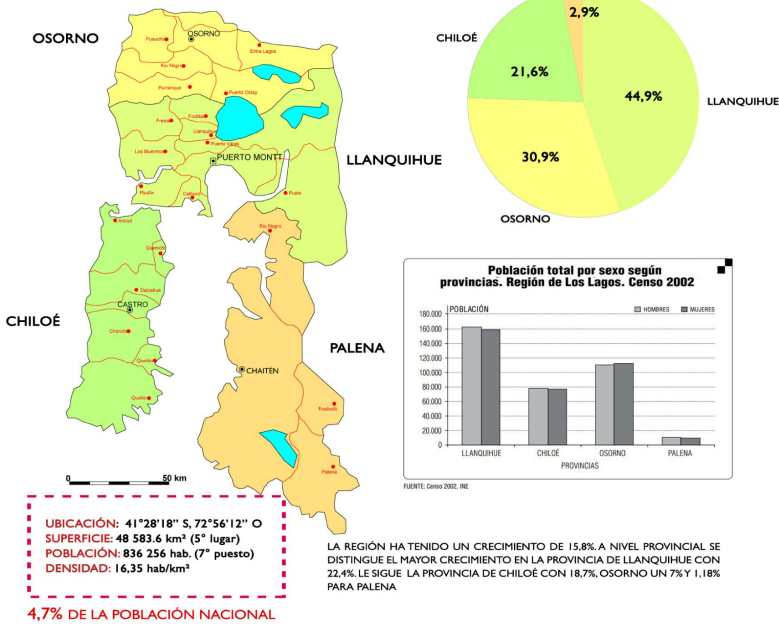 OSORNO
Puaucho
OSORNO
Entre Lagos
Río Negro
Purranque
Puerto Octay
Fresia
Frutillar
Llanquihue
Puerto Varas
Los Muermos
PUERTO MONTT
LLANQUIHUE
Maullín
Calbuco
Puelo
Ancud
Río Negro
Quemchi
Dalcahue
CASTRO
CHILOÉ
Chonchi
PALENA
Queilen
CHAITÉN
Quellón
Futaleufú
Palena
0
50 km
2,9%
CHILOÉ
21,6%
44,9%
LLANQUIHUE
30,9%
OSORNO
Población total por sexo según
provincias. Región de Los Lagos. Censo 2002
POBLACIÓN
HOMBRES
MUJERES
180.000
160.000
140.000
120.000
100.000
80.000
60.000
40.000
20.000
0
LLANQUIHUE
CHILOÉ
OSORNO
PALENA
PROVINCIAS
FUENTE: Censo 2002, INE
UBICACIÓN: 41°28'18" S, 72°56'12" O
SUPERFICIE: 48 583.6 km² (5° lugar)
POBLACIÓN: 836 256 hab. (7° puesto)
DENSIDAD: 16,35 hab/km²
4,7% DE LA POBLACIÓN NACIONAL
LA REGIÓN HA TENIDO UN CRECIMIENTO DE 15,8%. A NIVEL PROVINCIAL SE
DISTINGUE EL MAYOR CRECIMIENTO EN LA PROVINCIA DE LLANQUIHUE CON
22,4%. LE SIGUE LA PROVINCIA DE CHILOÉ CON 18,7%, OSORNO UN 7% Y 1,18%
PARA PALENA